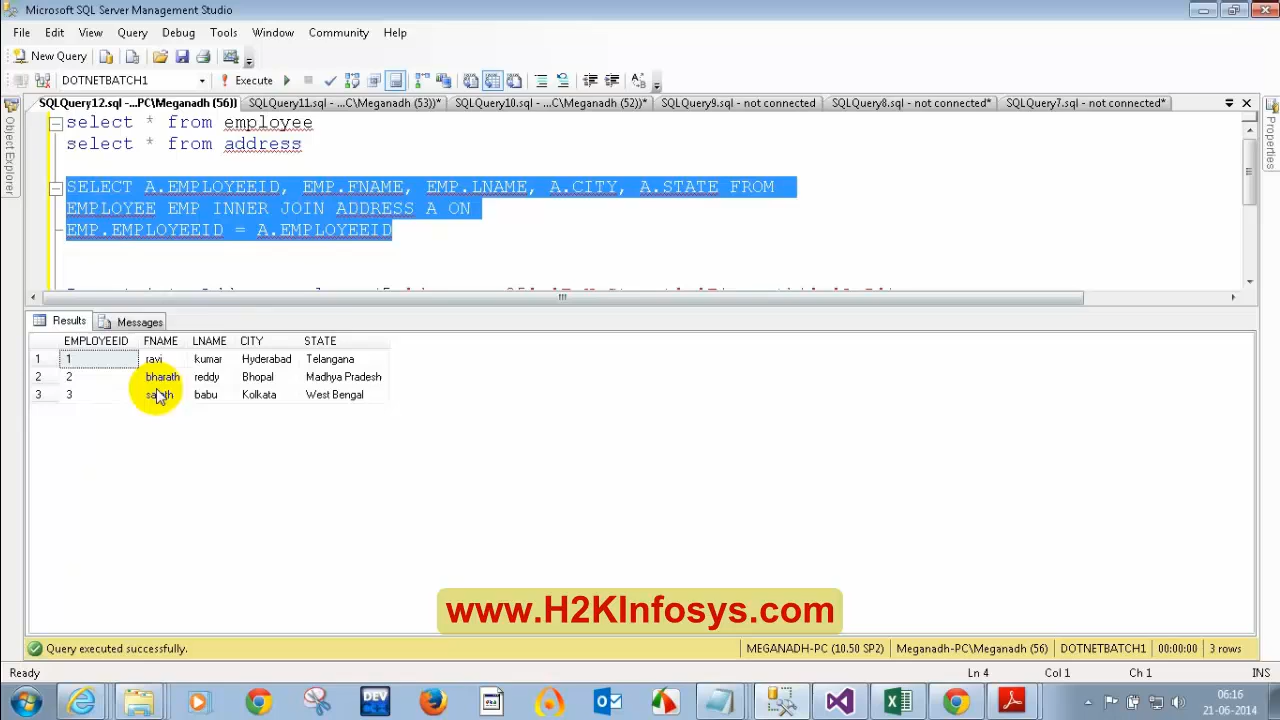 Microsoft SQL Server Management Studio
File Edit View Query Debug Tools Window Community Help
New Query
DOTNETBATCH1 Execute
SQLQuery12.sql -...PC\Meganadh (56)) SQLQuery11.sql -...C\Meganadh (53))* SQLQuery10.sql -...C\Meganadh (52))* SQLQuery9.sql - not connected SQLQuery8.sql - not connected* SQLQuery7.sql - not connected*
Object Explorer
Properties
select * from employee
select * from address
SELECT A.EMPLOYEEID, EMP.FNAME, EMP.LNAME, A.CITY, A.STATE FROM
EMPLOYEE EMP INNER JOIN ADDRESS A ON
EMP.EMPLOYEEID = A.EMPLOYEEID
Results Messages
EMPLOYEEID FNAME LNAME CITY STATE
1 1 ravi kumar Hyderabad Telangana
2 2 bharath reddy Bhopal Madhya Pradesh
3 3 babu Kolkata West Bengal
www.H2KInfosys.com
Query executed successfully. MEGANADH-PC (10.50 SP2) Meganadh-PC\Meganadh (56) DOTNETBATCH1 00:00:00 3 rows
Ready Ln 4 Col 1 Ch 1 INS
DEV
06:16
21-06-2014